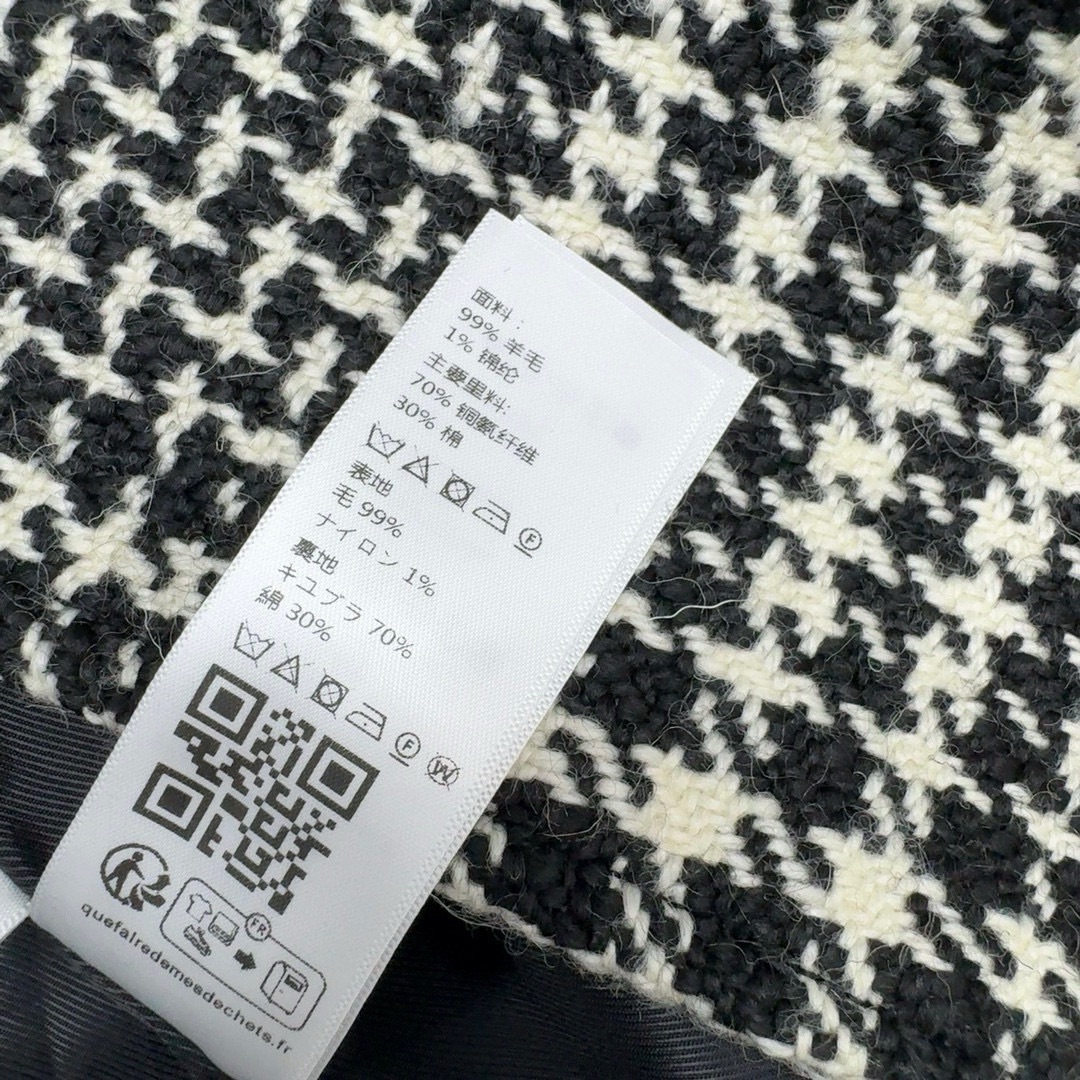 面料：
99% 羊毛
1% 锦纶
主要里料:
70% 铜氨纤维
30% 棉
F
表地
毛 99%
ナイロン 1%
裏地
キユプラ 70%
綿 30%
F
W
FR
quefairedemesdechets.fr